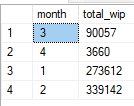 month total_wip
1 3 90057
2 4 3660
3 1 273612
4 2 339142